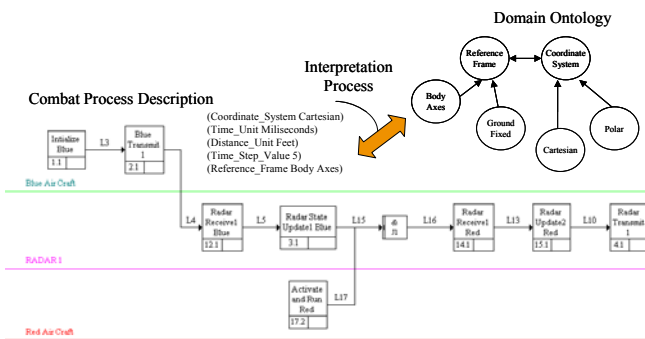 Domain Ontology
Reference
Frame
Coordinate
System
Interpretation
Process
Body
Axes
Ground
Fixed
Cartesian
Polar
Combat Process Description
(Coordinate_System Cartesian)
(Time_Unit Miliseconds)
(Distance_Unit Feet)
(Time_Step_Value 5)
(Reference_Frame Body Axes)
Intialize
Blue
1.1
L3
Blue
Transmit
1
2.1
Blue Air Craft
L4
Radar
Receive1
Blue
12.1
L5
Radar State
Update1 Blue
3.1
L15
&
J1
L16
Radar
Receive1
Red
14.1
L13
Radar
Update2
Red
15.1
L10
Radar
Transmit
1
4.1
RADAR 1
Activate
and Run
Red
17.2
L17
Red Air Craft